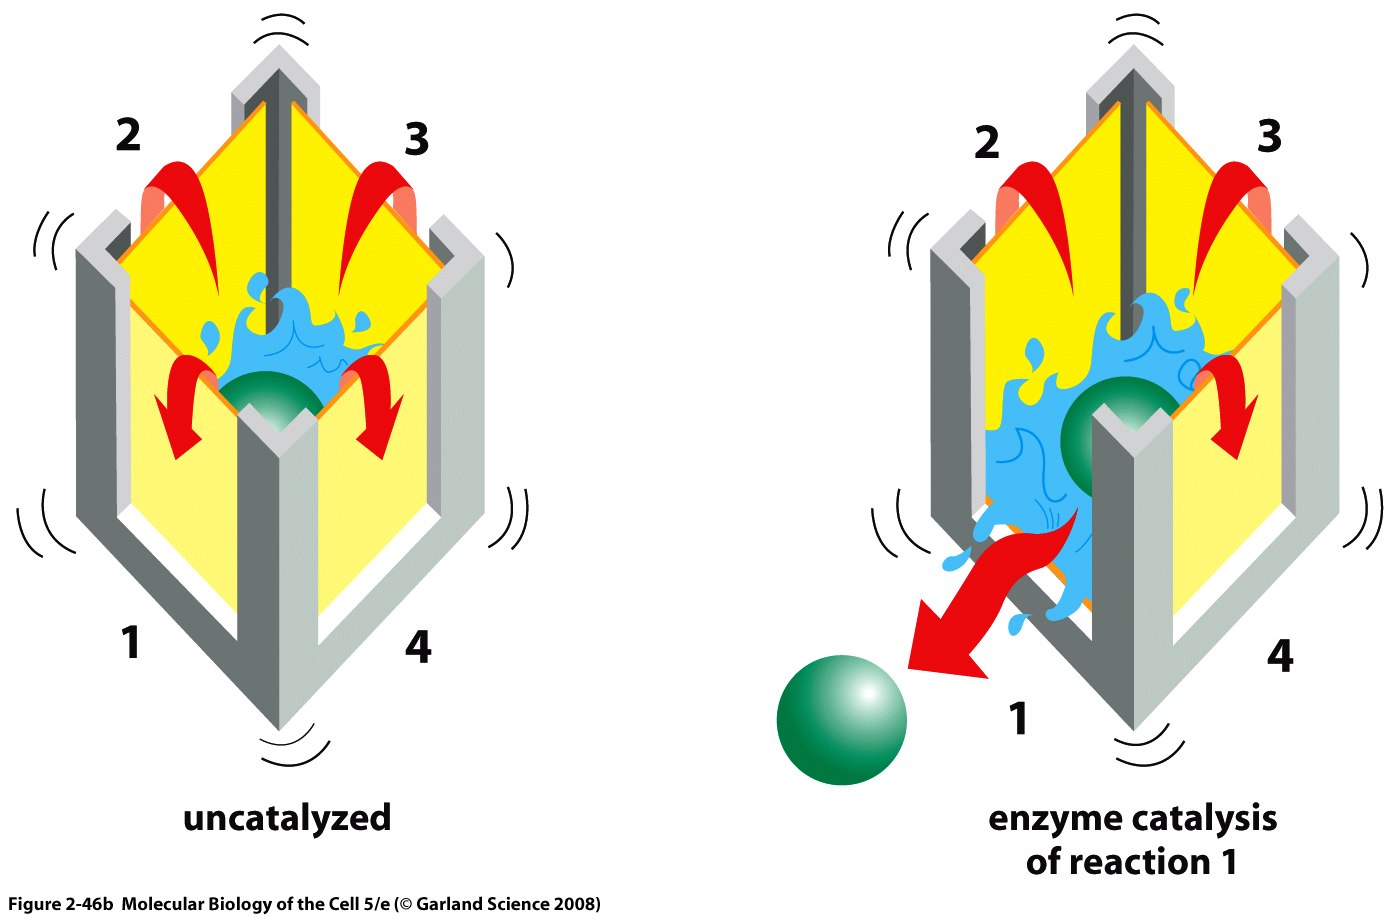 2
3
1
4
uncatalyzed
2
3
1
4
enzyme catalysis
of reaction 1
Figure 2-46b  Molecular Biology of the Cell 5/e (© Garland Science 2008)